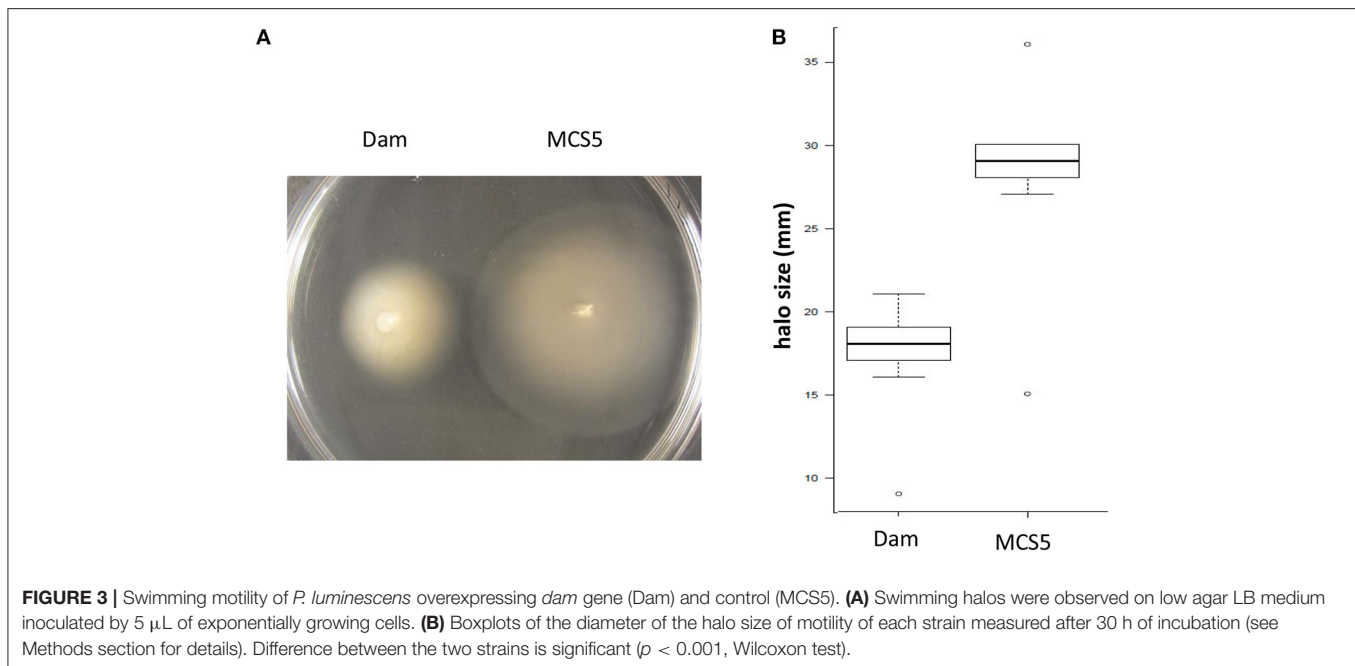 A
Dam MCS5
B
halo size (mm)
35
30
25
20
15
10
Dam MCS5
FIGURE 3 | Swimming motility of P. luminescens overexpressing dam gene (Dam) and control (MCS5). (A) Swimming halos were observed on low agar LB medium
inoculated by 5 μL of exponentially growing cells. (B) Boxplots of the diameter of the halo size of motility of each strain measured after 30 h of incubation (see
Methods section for details). Difference between the two strains is significant (p < 0.001, Wilcoxon test).